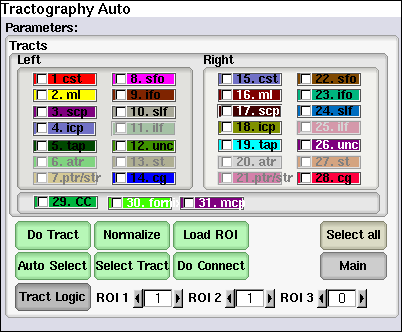 Tractography Auto
Parameters:
Tracts
Left
Right
1. cst
8. sfo
15. cst
22. sfo
2. ml
9. ifo
16. ml
23. ifo
3. scp
10. slf
17. scp
24. slf
4. icp
11. ilf
18. icp
25. ilf
5. tap
12. unc
19. tap
26. unc
6. atr
13. st
20. atr
27. st
7.ptr/str
14. cg
21.ptr/str
28. cg
29. CC
30. forn
31. mcp
Do Tract
Normalize
Load ROI
Select all
Auto Select
Select Tract
Do Connect
Main
Tract Logic
ROI 1
1
ROI 2
1
ROI 3
0